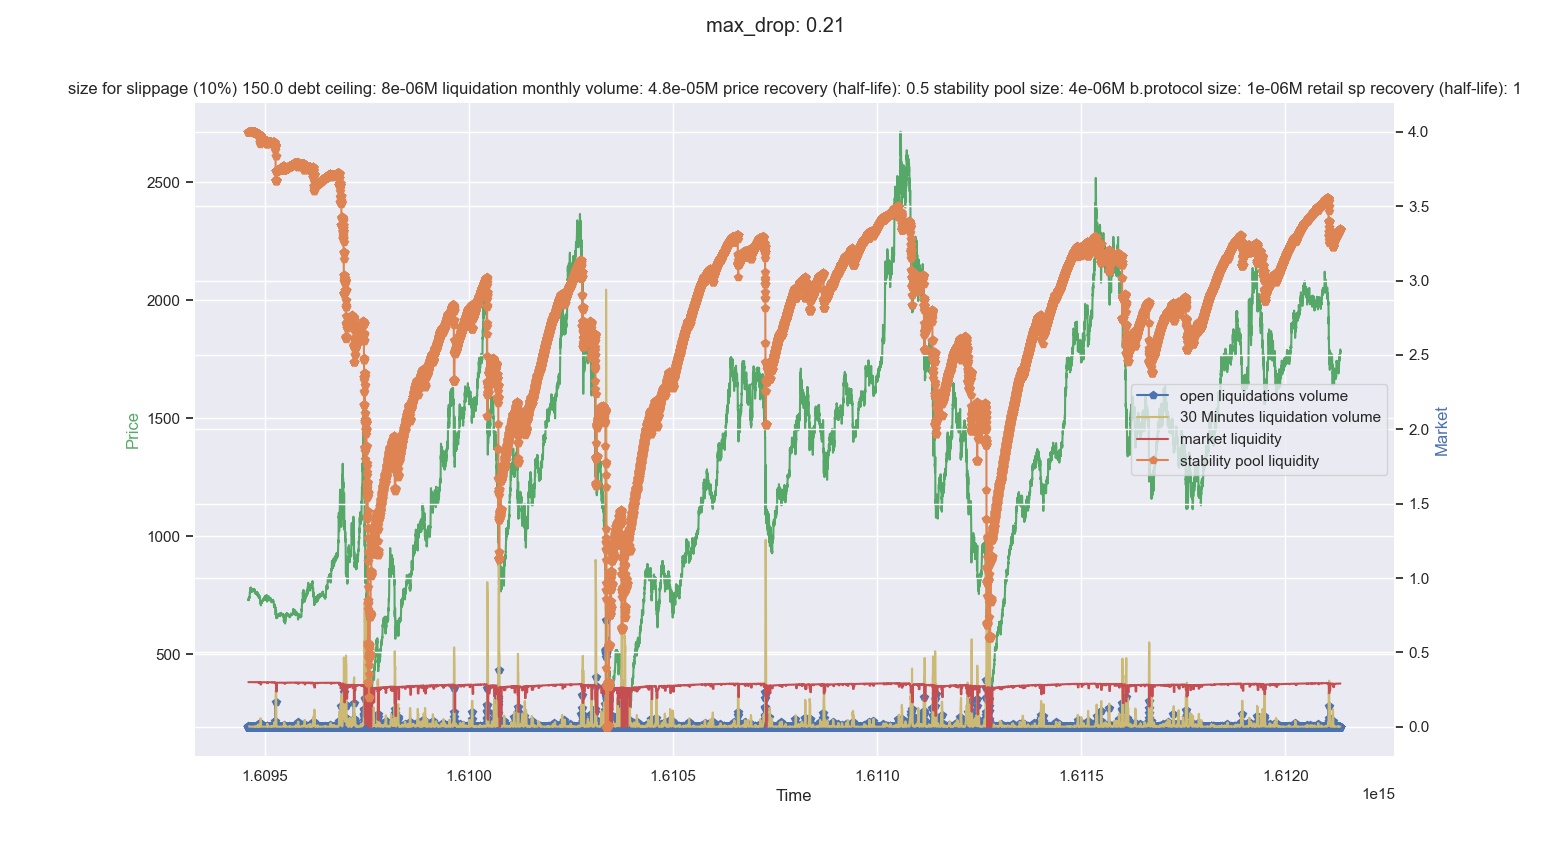 max_drop: 0.21
size for slippage (10%) 150.0 debt ceiling: 8e-06M liquidation monthly volume: 4.8e-05M price recovery (half-life): 0.5 stability pool size: 4e-06M b.protocol size: 1e-06M retail sp recovery (half-life): 1
2500
2000
1500
1000
500
Price
4.0
3.5
3.0
2.5
2.0
1.5
1.0
0.5
0.0
Market
open liquidations volume
30 Minutes liquidation volume
market liquidity
stability pool liquidity
1.6095
1.6100
1.6105
1.6110
1.6115
1.6120
1e15
Time